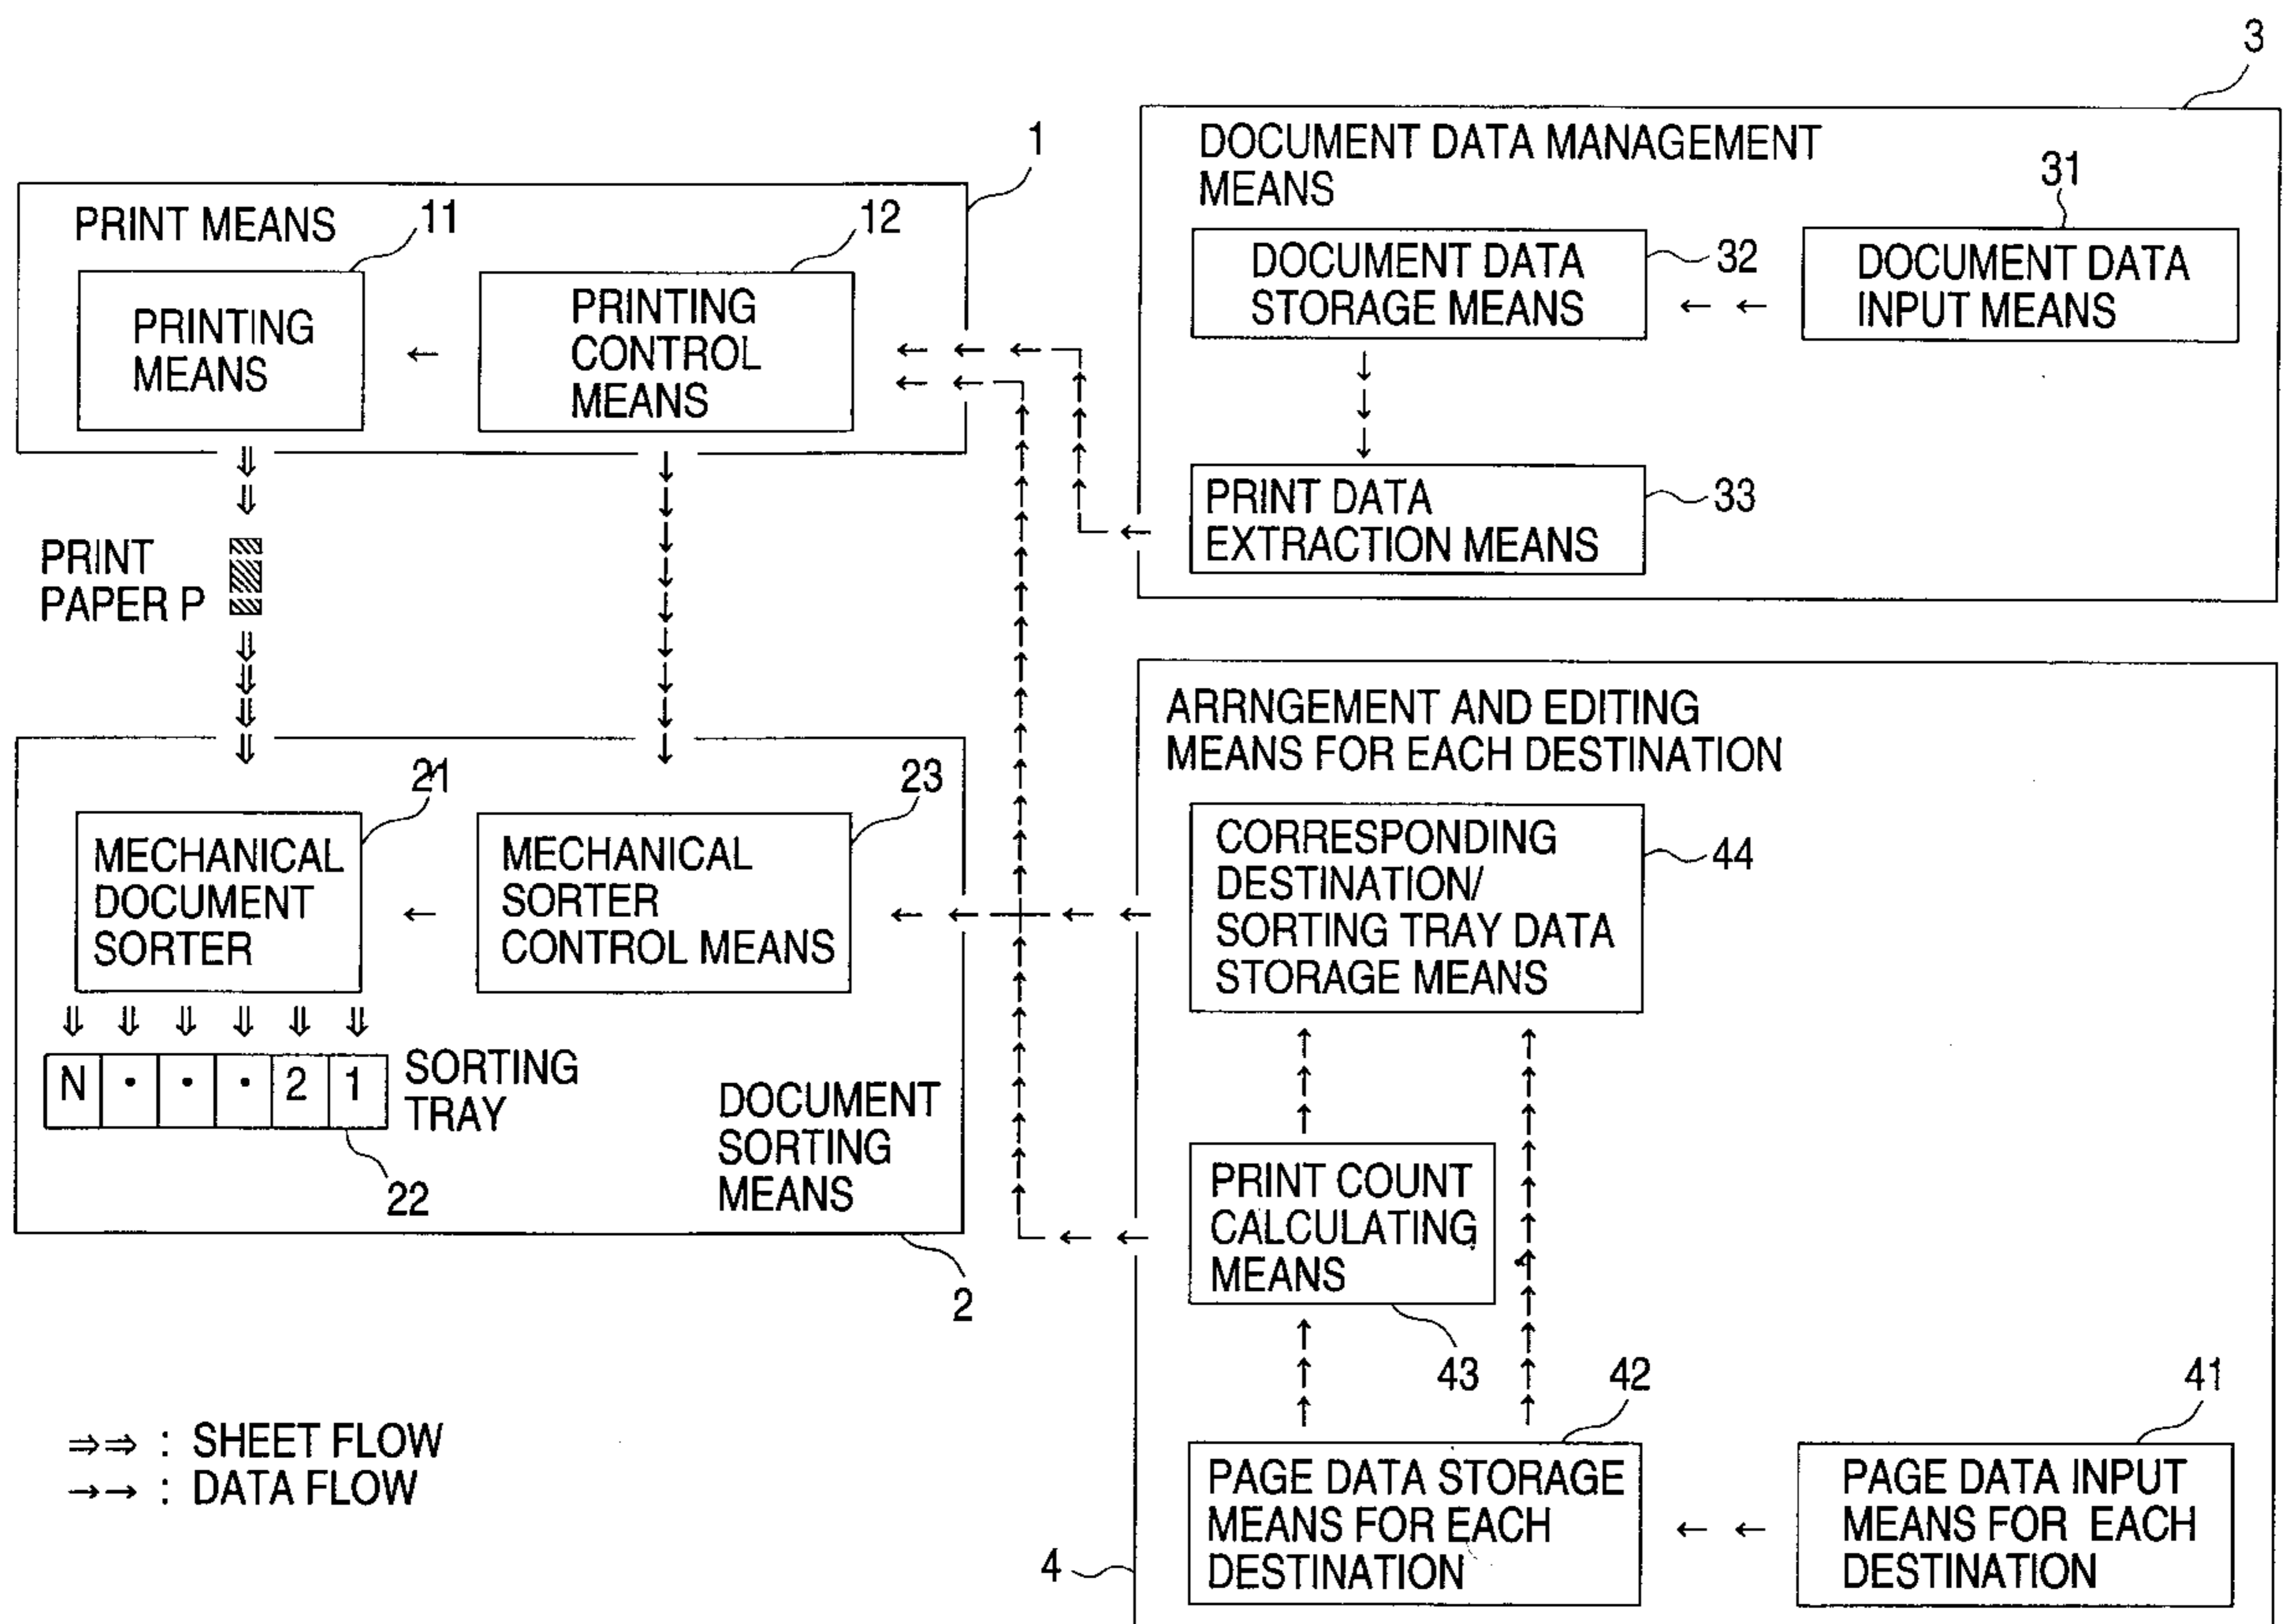 3
1
DOCUMENT DATA MANAGEMENT
MEANS
31
PRINT MEANS
11
12
32
DOCUMENT DATA
STORAGE MEANS
DOCUMENT DATA
INPUT MEANS
PRINTING
MEANS
PRINTING
CONTROL
MEANS
PRINT DATA
EXTRACTION MEANS
33
PRINT
PAPER P
ARRNGEMENT AND EDITING
MEANS FOR EACH DESTINATION
21
23
MECHANICAL
DOCUMENT
SORTER
MECHANICAL
SORTER
CONTROL MEANS
CORRESPONDING
DESTINATION/
SORTING TRAY DATA
STORAGE MEANS
44
N • • • 2 1
SORTING
TRAY
22
DOCUMENT
SORTING
MEANS
2
PRINT COUNT
CALCULATING
MEANS
43
42
41
⇒⇒ : SHEET FLOW
→→ : DATA FLOW
PAGE DATA STORAGE
MEANS FOR EACH
DESTINATION
PAGE DATA INPUT
MEANS FOR EACH
DESTINATION
4